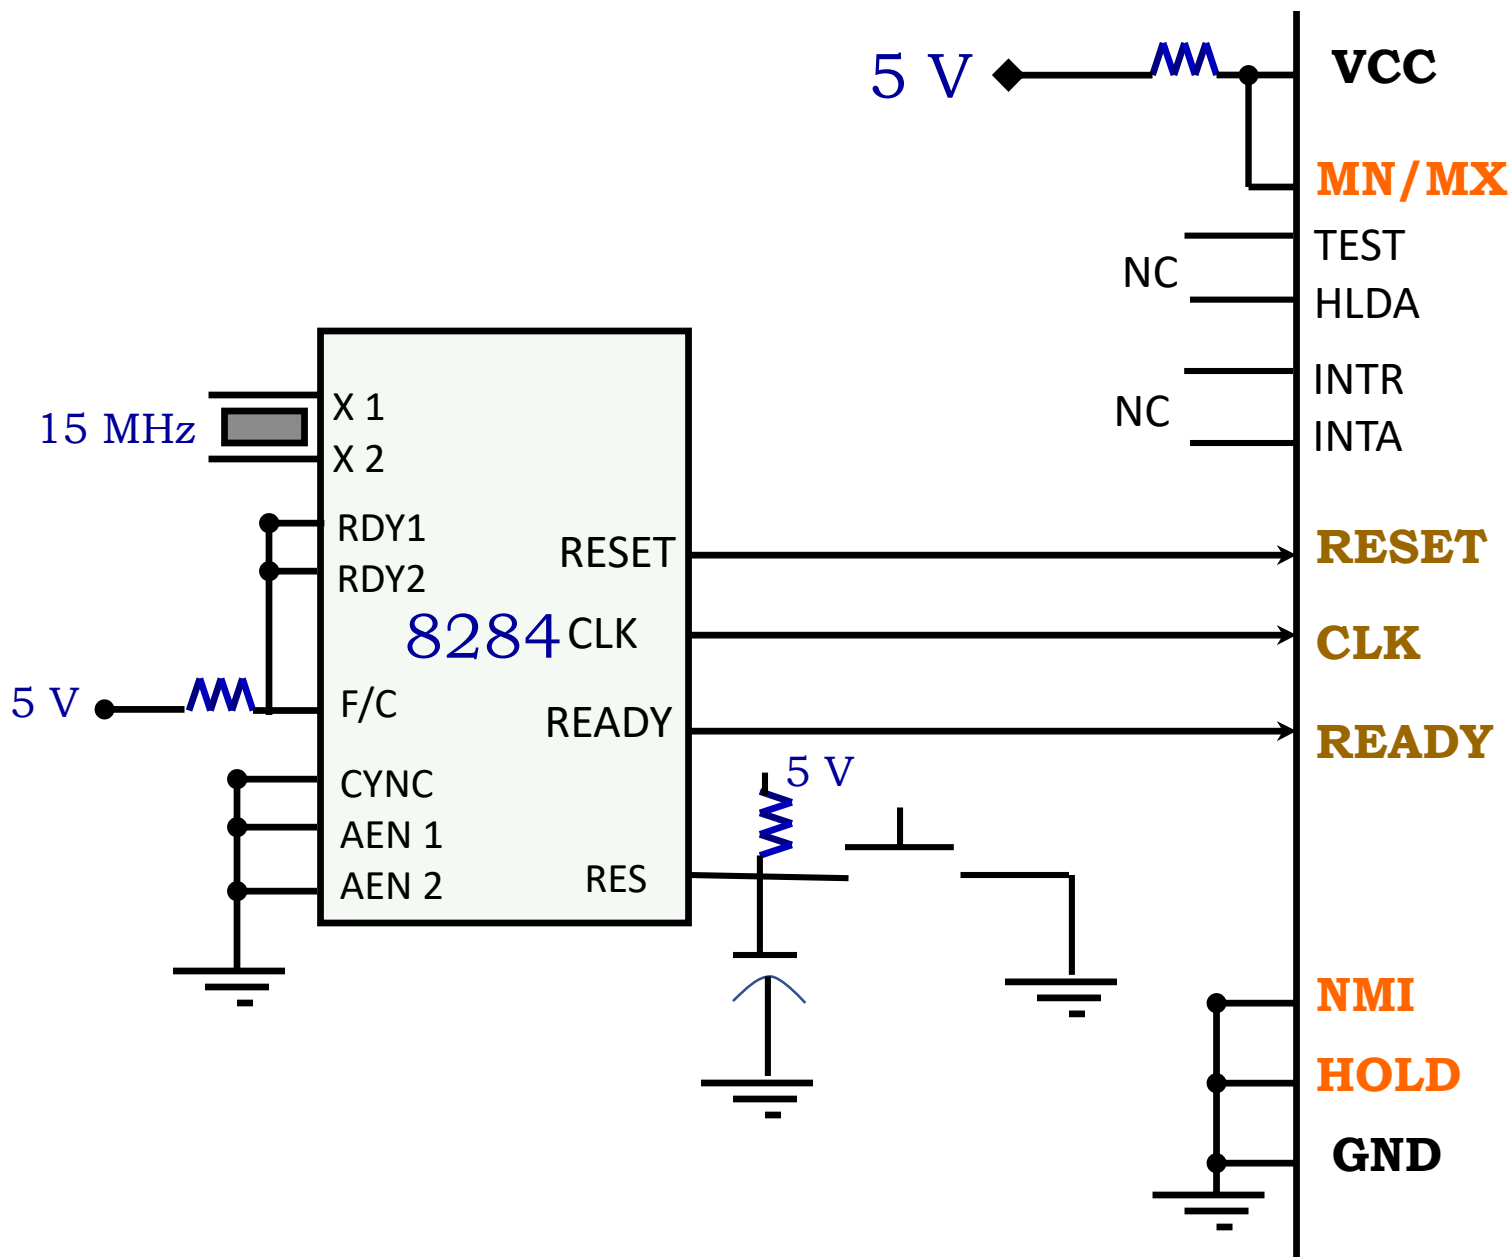 5 V
VCC
MN/MX
TEST
NC
HLDA
INTR
NC
INTA
15 MHz
X 1
X 2
RDY1
RDY2
8284
F/C
5 V
CYNC
AEN 1
AEN 2
RESET
CLK
READY
RES
5 V
RESET
CLK
READY
NMI
HOLD
GND